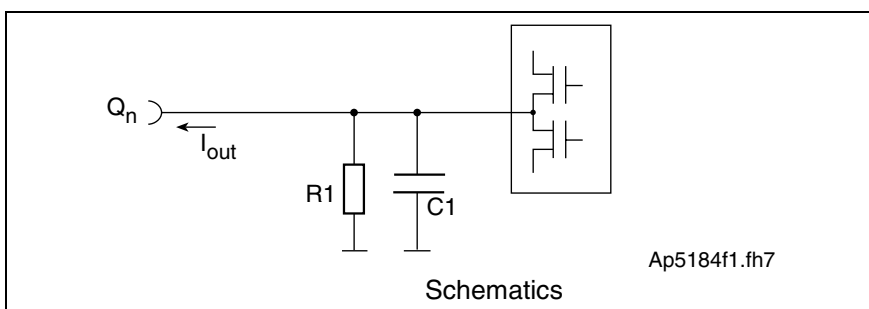 Qn
Iout
R1
C1
Ap5184f1.fh7
Schematics